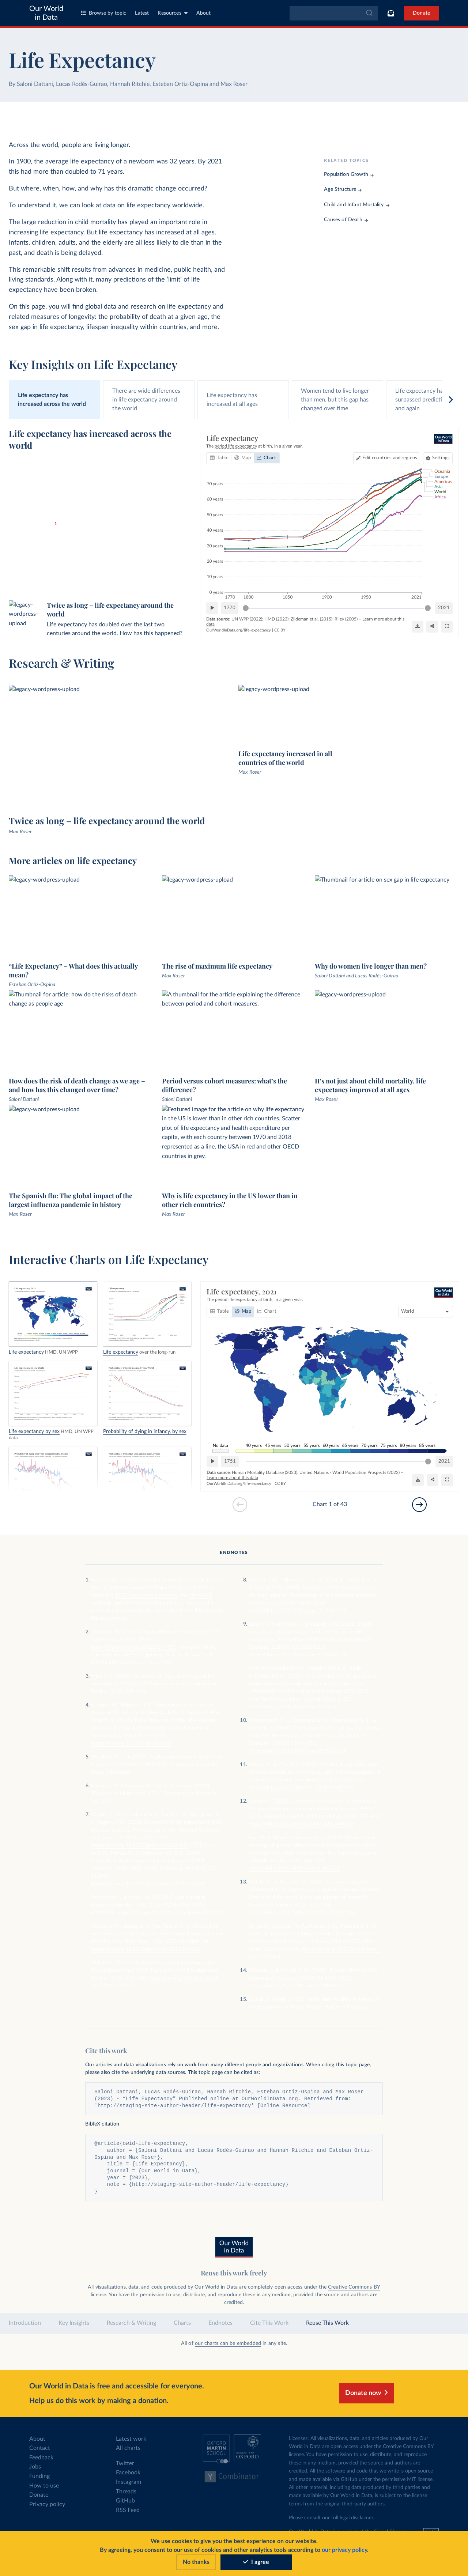 Our World
in Data
Browse by topic
Latest
Resources
About
Donate
Life Expectancy
By Saloni Dattani, Lucas Rodés-Guirao, Hannah Ritchie, Esteban Ortiz-Ospina and Max Roser
Across the world, people are living longer.
In 1900, the average life expectancy of a newborn was 32 years. By 2021
this had more than doubled to 71 years.
But where, when, how, and why has this dramatic change occurred?
To understand it, we can look at data on life expectancy worldwide.
The large reduction in child mortality has played an important role in
increasing life expectancy. But life expectancy has increased at all ages.
Infants, children, adults, and the elderly are all less likely to die than in the
past, and death is being delayed.
This remarkable shift results from advances in medicine, public health, and
living standards. Along with it, many predictions of the 'limit' of life
expectancy have been broken.
On this page, you will find global data and research on life expectancy and
related measures of longevity: the probability of death at a given age, the
sex gap in life expectancy, lifespan inequality within countries, and more.
RELATED TOPICS
Population Growth
Age Structure
Child and Infant Mortality
Causes of Death
Key Insights on Life Expectancy
Life expectancy has
increased across the world
There are wide differences
in life expectancy around
the world
Life expectancy has
increased at all ages
Women tend to live longer
than men, but this gap has
changed over time
Life expectancy ha
surpassed predicti
and again
Life expectancy has increased across the
world
1
legacy-
wordpress-
upload
Twice as long – life expectancy around the
world
Life expectancy has doubled over the last two
centuries around the world. How has this happened?
Life expectancy
The period life expectancy at birth, in a given year.
Our World
in Data
Table
Map
Chart
Edit countries and regions
Settings
70 years
60 years
50 years
40 years
30 years
20 years
10 years
0 years
1770
1800
1850
1900
1950
2021
Oceania
Europe
Americas
Asia
World
Africa
1770
2021
Data source: UN WPP (2022); HMD (2023); Zijdeman et al. (2015); Riley (2005) – Learn more about this
data
OurWorldInData.org/life-expectancy | CC BY
Research & Writing
legacy-wordpress-upload
Twice as long – life expectancy around the world
Max Roser
legacy-wordpress-upload
Life expectancy increased in all
countries of the world
Max Roser
More articles on life expectancy
legacy-wordpress-upload
"Life Expectancy" – What does this actually
mean?
Esteban Ortiz-Ospina
legacy-wordpress-upload
The rise of maximum life expectancy
Max Roser
Thumbnail for article on sex gap in life expectancy
Why do women live longer than men?
Saloni Dattani and Lucas Rodés-Guirao
Thumbnail for article: how do the risks of death
change as people age
How does the risk of death change as we age –
and how has this changed over time?
Saloni Dattani
A thumbnail for the article explaining the difference
between period and cohort measures.
Period versus cohort measures: what's the
difference?
Saloni Dattani
legacy-wordpress-upload
It's not just about child mortality, life
expectancy improved at all ages
Max Roser
legacy-wordpress-upload
The Spanish flu: The global impact of the
largest influenza pandemic in history
Max Roser
Featured image for the article on why life expectancy
in the US is lower than in other rich countries. Scatter
plot of life expectancy and health expenditure per
capita, with each country between 1970 and 2018
represented as a line, the USA in red and other OECD
countries in grey.
Why is life expectancy in the US lower than in
other rich countries?
Max Roser
Interactive Charts on Life Expectancy
Life expectancy HMD, UN WPP
Life expectancy over the long run
Life expectancy by sex HMD, UN WPP
data
Probability of dying in infancy, by sex
Life expectancy, 2021
The period life expectancy at birth, in a given year.
Our World
in Data
Table
Map
Chart
World
No data
40 years
45 years
50 years
55 years
60 years
65 years
70 years
75 years
80 years
85 years
1751
2021
Data source: Human Mortality Database (2023); United Nations - World Population Prospects (2022) –
Learn more about this data
OurWorldInData.org/life-expectancy | CC BY
Chart 1 of 43
ENDNOTES
1.
2.
3.
4.
5.
6.
7.
8.
9.
10.
11.
12.
13.
14.
15.
Cite this work
Our articles and data visualizations rely on work from many different people and organizations. When citing this topic page,
please also cite the underlying data sources. This topic page can be cited as:
Saloni Dattani, Lucas Rodés-Guirao, Hannah Ritchie, Esteban Ortiz-Ospina and Max Roser
(2023) - "Life Expectancy" Published online at OurWorldInData.org. Retrieved from:
'http://staging-site-author-header/life-expectancy' [Online Resource]
BibTeX citation
@article{owid-life-expectancy,
author = {Saloni Dattani and Lucas Rodés-Guirao and Hannah Ritchie and Esteban Ortiz-
Ospina and Max Roser},
title = {Life Expectancy},
journal = {Our World in Data},
year = {2023},
note = {http://staging-site-author-header/life-expectancy}
}
Our World
in Data
Reuse this work freely
All visualizations, data, and code produced by Our World in Data are completely open access under the Creative Commons BY
license. You have the permission to use, distribute, and reproduce these in any medium, provided the source and authors are
credited.
Introduction
Key Insights
Research & Writing
Charts
Endnotes
Cite This Work
Reuse This Work
All of our charts can be embedded in any site.
Our World in Data is free and accessible for everyone.
Help us do this work by making a donation.
Donate now
About
Contact
Feedback
Jobs
Funding
How to use
Donate
Privacy policy
Latest work
All charts
Twitter
Facebook
Instagram
Threads
GitHub
RSS Feed
OXFORD
MARTIN
SCHOOL
UNIVERSITY OF
OXFORD
Y Combinator
Licenses: All visualizations, data, and articles produced by Our
World in Data are open access under the Creative Commons BY
license. You have permission to use, distribute, and reproduce
these in any medium, provided the source and authors are
credited. All the software and code that we write is open source
and made available via GitHub under the permissive MIT license.
All other material, including data produced by third parties and
made available by Our World in Data, is subject to the license
terms from the original third-party authors.
Please consult our full legal disclaimer.
We use cookies to give you the best experience on our website.
By agreeing, you consent to our use of cookies and other analytics tools according to our privacy policy.
No thanks
I agree